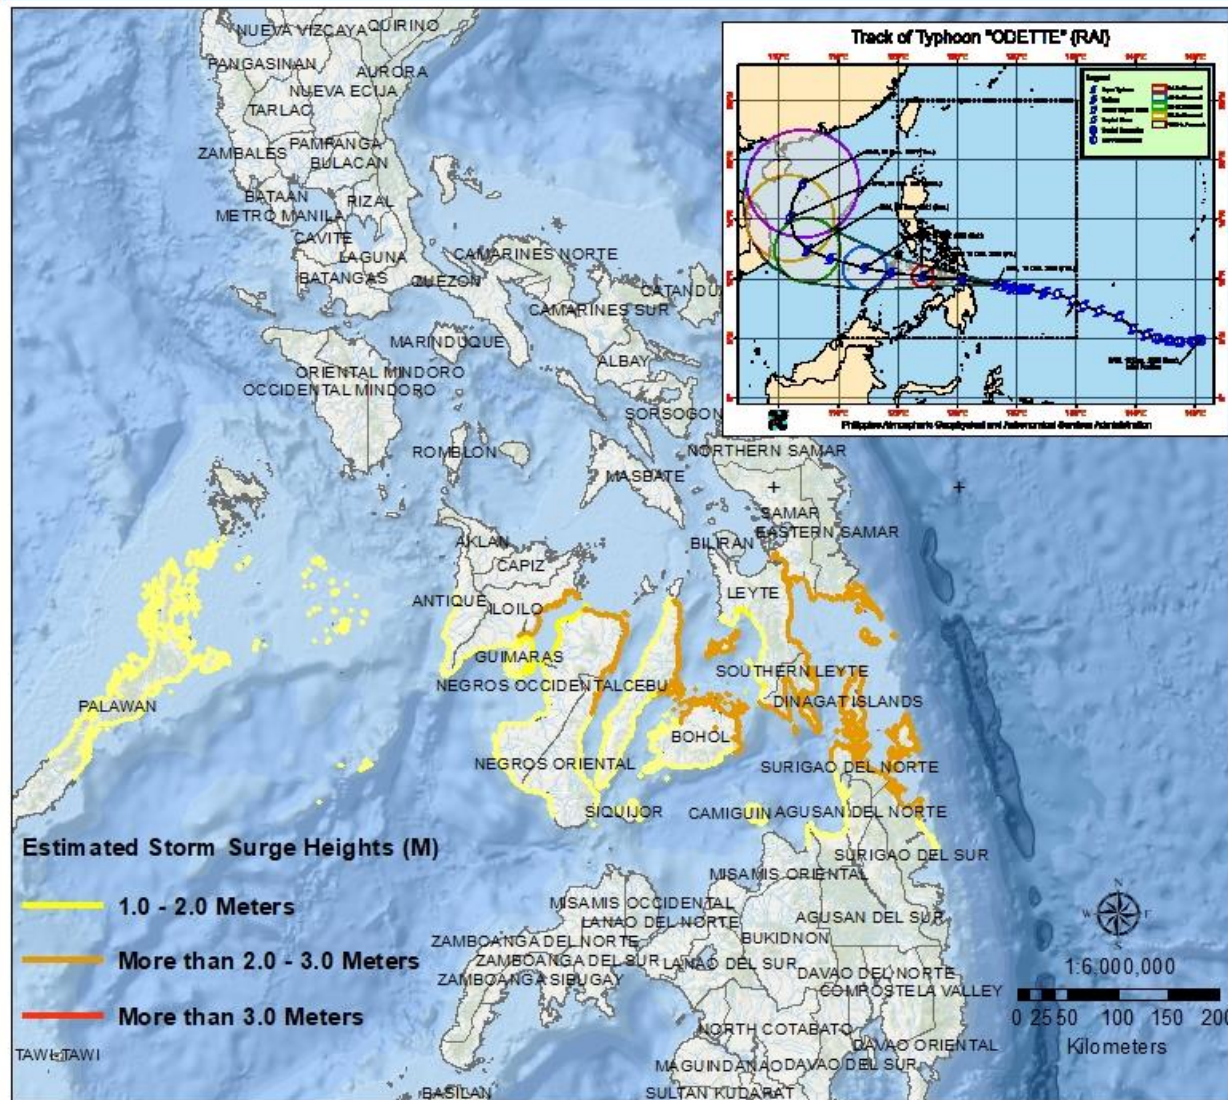 Track of Typhoon "ODETTE" (RAI)
Legend
Philippine Atmospheric Geophysical and Astronomical Services Administration
NUEVA VIZCAYA
QUIRINO
PANGASINAN
AURORA
NUEVA ECIJA
TARLAC
PAMPANGA
ZAMBALES
BULACAN
BATAAN
RIZAL
METRO MANILA
CAVITE
LAGUNA
CAMARINES NORTE
BATANGAS
QUEZON
CATANDU
CAMARINES SUR
MARINDUQUE
ALBAY
ORIENTAL MINDORO
OCCIDENTAL MINDORO
SORSOGON
ROMBLON
NORTHERN SAMAR
MASBATE
SAMAR
EASTERN SAMAR
AKLAN
BILIRAN
CAPIZ
LEYTE
ANTIQUE
ILOILO
GUIMARAS
SOUTHERN LEYTE
NEGROS OCCIDENTAL
CEBU
PALAWAN
DINAGAT ISLANDS
BOHOL
NEGROS ORIENTAL
SURIGAO DEL NORTE
SIQUIJOR
CAMIGUIN
AGUSAN DEL NORTE
SURIGAO DEL SUR
MISAMIS ORIENTAL
MISAMIS OCCIDENTAL
AGUSAN DEL SUR
LANAO DEL NORTE
BUKIDNON
ZAMBOANGA DEL NORTE
ZAMBOANGA DEL SUR
LANAO DEL SUR
DAVAO DEL NORTE
ZAMBOANGA SIBUGAY
COMPOSTELA VALLEY
NORTH COTABATO
DAVAO ORIENTAL
TAWI-TAWI
MAGUINDANAO
DAVAO DEL SUR
BASILAN
SULTAN KUDARAT
Estimated Storm Surge Heights (M)
1.0 - 2.0 Meters
More than 2.0 - 3.0 Meters
More than 3.0 Meters
N
W
E
S
1:6,000,000
0 25 50 100 150 200
Kilometers